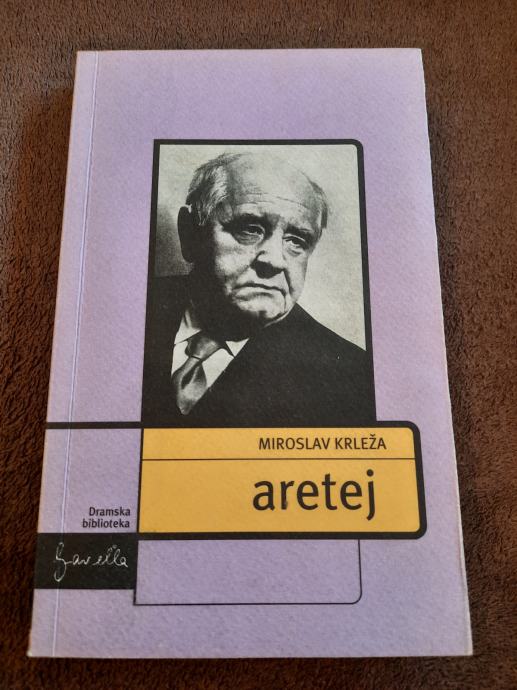 MIROSLAV KRLEŽA
aretej
Dramska
biblioteka
Gavella